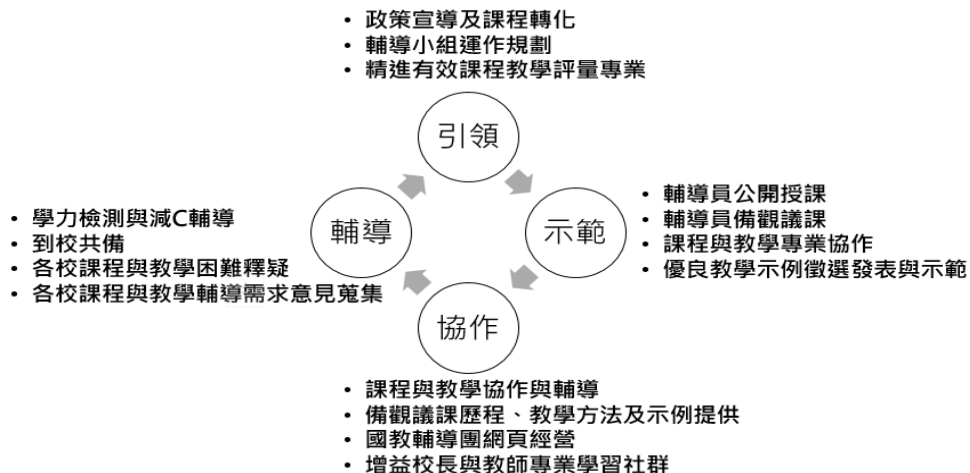 • 政策宣導及課程轉化
• 輔導小組運作規劃
• 精進有效課程教學評量專業
引領
• 學力檢測與減C輔導
• 到校共備
• 各校課程與教學困難釋疑
• 各校課程與教學輔導需求意見蒐集
輔導
示範
• 輔導員公開授課
• 輔導員備觀議課
• 課程與教學專業協作
• 優良教學示例徵選發表與示範
協作
• 課程與教學協作與輔導
• 備觀議課歷程、教學方法及示例提供
• 國教輔導團網頁經營
• 增益校長與教師專業學習社群